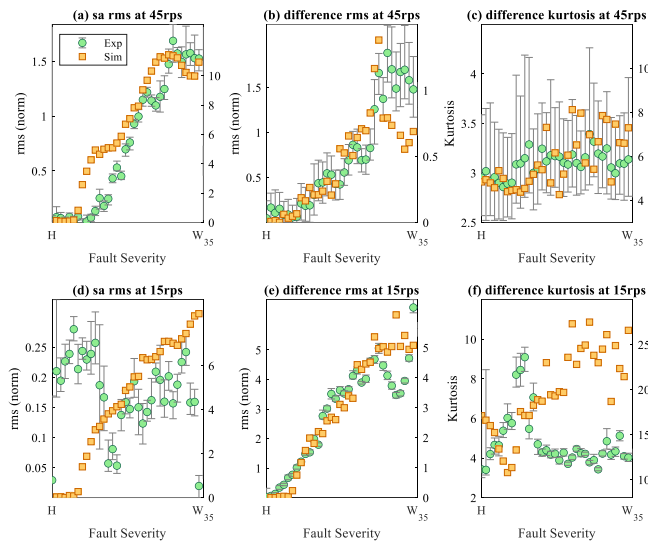 (a) sa rms at 45rps
(b) difference rms at 45rps
(c) difference kurtosis at 45rps
Exp
Sim
rms (norm)
1.5
1
0.5
10
8
6
4
2
0
H
W35
Fault Severity
rms (norm)
1.5
1
0.5
1
0.5
0
H
W35
Fault Severity
Kurtosis
4
3.5
3
2.5
10
8
6
4
H
W35
Fault Severity
(d) sa rms at 15rps
(e) difference rms at 15rps
(f) difference kurtosis at 15rps
rms (norm)
0.25
0.2
0.15
0.1
0.05
6
4
2
0
H
W35
Fault Severity
rms (norm)
5
4
3
2
1
5
4
3
2
1
0
H
W35
Fault Severity
Kurtosis
10
8
6
4
2
25
20
15
10
H
W35
Fault Severity